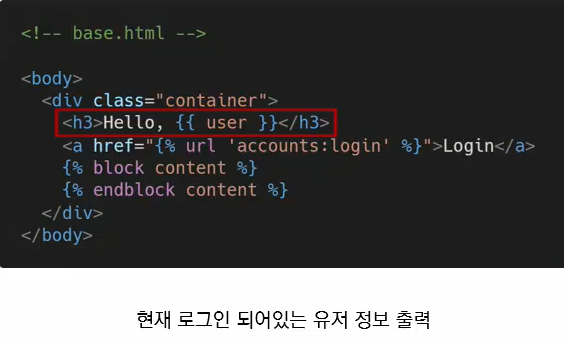 <!-- base.html -->
<body>
<div class="container">
<h3>Hello, {{ user }}</h3>
<a href="{% url 'accounts:login' %}">Login</a>
{% block content %}
{% endblock content %}
</div>
</body>
현재 로그인 되어있는 유저 정보 출력